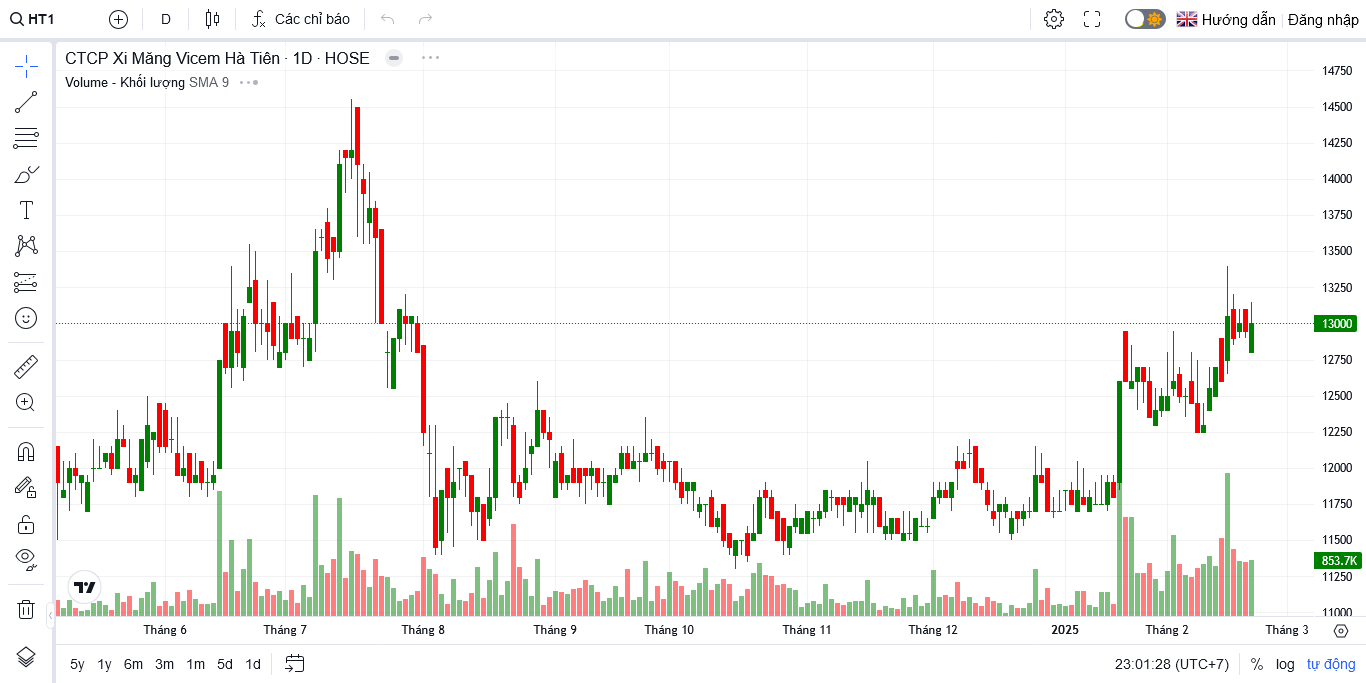 HT1 D Các chỉ báo Hướng dẫn Đăng nhập
CTCP Xi Măng Vicem Hà Tiên · 1D · HOSE
Volume - Khối lượng SMA 9
14750
14500
14250
14000
13750
13500
13250
13000
12750
12500
12250
12000
11750
11500
853.7K
11250
11000
Tháng 6 Tháng 7 Tháng 8 Tháng 9 Tháng 10 Tháng 11 Tháng 12 2025 Tháng 2 Tháng 3
5y 1y 6m 3m 1m 5d 1d 23:01:28 (UTC+7) % log tự động